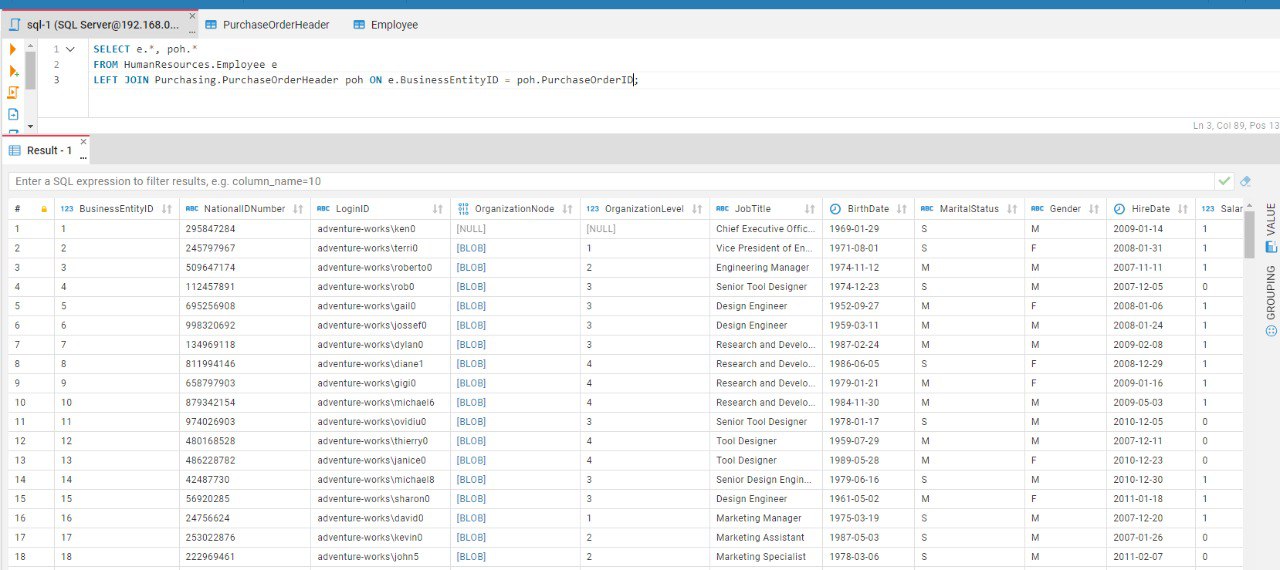 sql-1 (SQL Server@192.168.0... PurchaseOrderHeader Employee
1 SELECT e.*, poh.*
2 FROM HumanResources.Employee e
3 LEFT JOIN Purchasing.PurchaseOrderHeader poh ON e.BusinessEntityID = poh.PurchaseOrderID;
Ln 3, Col 89, Pos 13
Result - 1
Enter a SQL expression to filter results, e.g. column_name=10
# 123 BusinessEntityID ABC NationalIDNumber ABC LoginID OrganizationNode 123 OrganizationLevel ABC JobTitle BirthDate ABC MaritalStatus ABC Gender HireDate 123 Salar
1 1 295847284 adventure-works\ken0 [NULL] [NULL] Chief Executive Offic... 1969-01-29 S M 2009-01-14 1
2 2 245797967 adventure-works\terri0 [BLOB] 1 Vice President of En... 1971-08-01 S F 2008-01-31 1
3 3 509647174 adventure-works\roberto0 [BLOB] 2 Engineering Manager 1974-11-12 M M 2007-11-11 1
4 4 112457891 adventure-works\rob0 [BLOB] 3 Senior Tool Designer 1974-12-23 S M 2007-12-05 0
5 5 695256908 adventure-works\gail0 [BLOB] 3 Design Engineer 1952-09-27 M F 2008-01-06 1
6 6 998320692 adventure-works\jossef0 [BLOB] 3 Design Engineer 1959-03-11 M M 2008-01-24 1
7 7 134969118 adventure-works\dylan0 [BLOB] 3 Research and Develo... 1987-02-24 M M 2009-02-08 1
8 8 811994146 adventure-works\diane1 [BLOB] 4 Research and Develo... 1986-06-05 S F 2008-12-29 1
9 9 658797903 adventure-works\gigi0 [BLOB] 4 Research and Develo... 1979-01-21 M F 2009-01-16 1
10 10 879342154 adventure-works\michael6 [BLOB] 4 Research and Develo... 1984-11-30 M M 2009-05-03 1
11 11 974026903 adventure-works\ovidiu0 [BLOB] 3 Senior Tool Designer 1978-01-17 S M 2010-12-05 0
12 12 480168528 adventure-works\thierry0 [BLOB] 4 Tool Designer 1959-07-29 M M 2007-12-11 0
13 13 486228782 adventure-works\janice0 [BLOB] 4 Tool Designer 1989-05-28 M F 2010-12-23 0
14 14 42487730 adventure-works\michael8 [BLOB] 3 Senior Design Engin... 1979-06-16 S M 2010-12-30 1
15 15 56920285 adventure-works\sharon0 [BLOB] 3 Design Engineer 1961-05-02 M F 2011-01-18 1
16 16 24756624 adventure-works\david0 [BLOB] 1 Marketing Manager 1975-03-19 S M 2007-12-20 1
17 17 253022876 adventure-works\kevin0 [BLOB] 2 Marketing Assistant 1987-05-03 S M 2007-01-26 0
18 18 222969461 adventure-works\john5 [BLOB] 2 Marketing Specialist 1978-03-06 S M 2011-02-07 0
VALUE
GROUPING